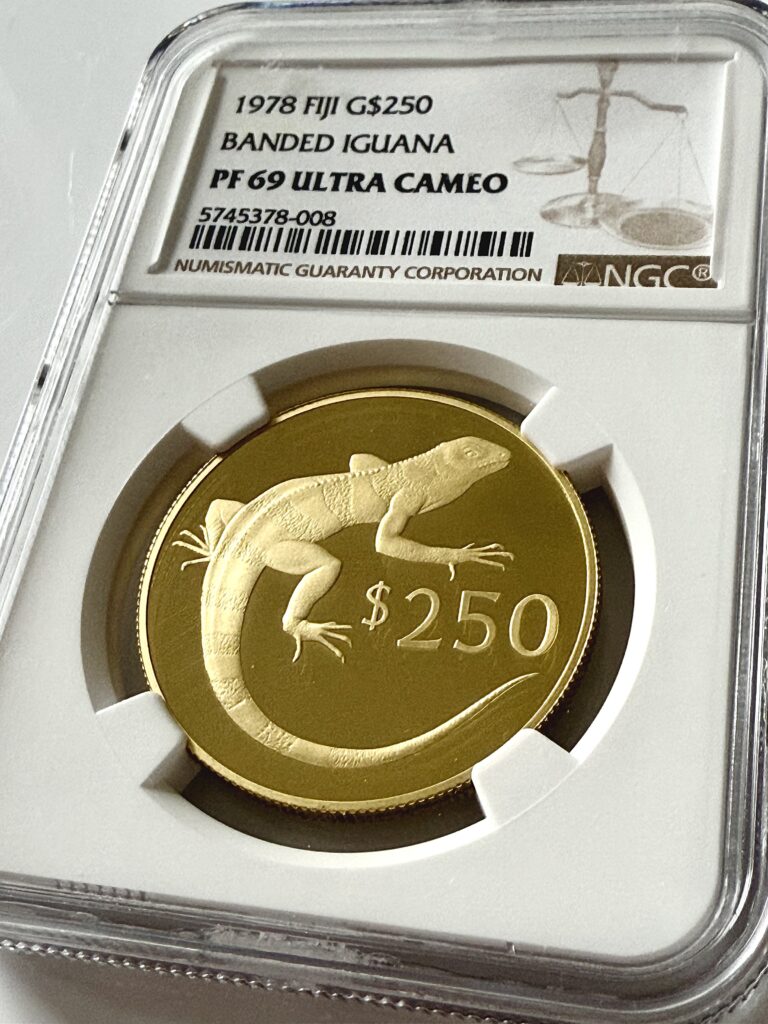 1978 FIJI G$250
BANDED IGUANA
PF 69 ULTRA CAMEO
5745378-008
NUMISMATIC GUARANTY CORPORATION
NGC®
$250